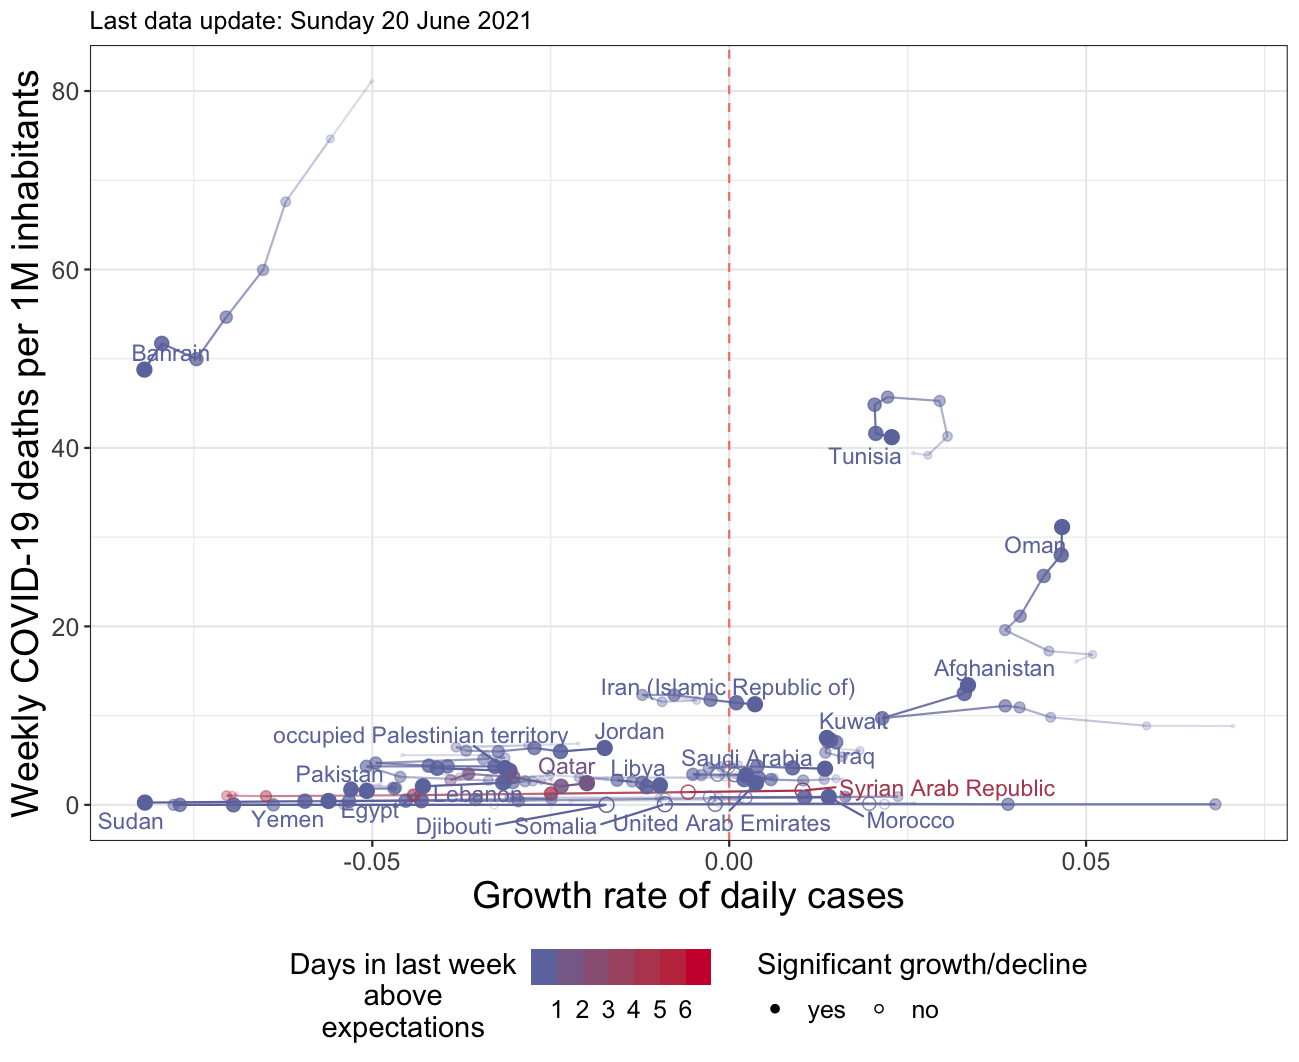 Last data update: Sunday 20 June 2021
Weekly COVID-19 deaths per 1M inhabitants
80
60
40
20
0
Bahrain
Tunisia
Oman
Afghanistan
Iran (Islamic Republic of)
Kuwait
occupied Palestinian territory
Jordan
Saudi Arabia
Iraq
Qatar
Libya
Pakistan
Lebanon
Syrian Arab Republic
Egypt
Sudan
Yemen
Djibouti
Somalia
United Arab Emirates
Morocco
-0.05
0.00
0.05
Growth rate of daily cases
Days in last week
above
expectations
1 2 3 4 5 6
Significant growth/decline
yes
no